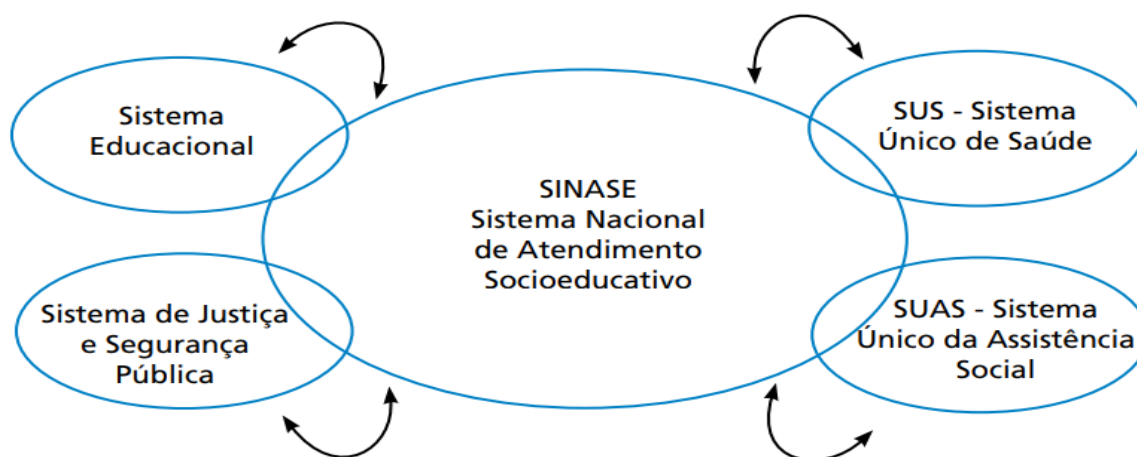 Sistema
Educacional
SUS - Sistema
Único de Saúde
SINASE
Sistema Nacional
de Atendimento
Socioeducativo
Sistema de Justiça
e Segurança
Pública
SUAS - Sistema
Único da Assistência
Social